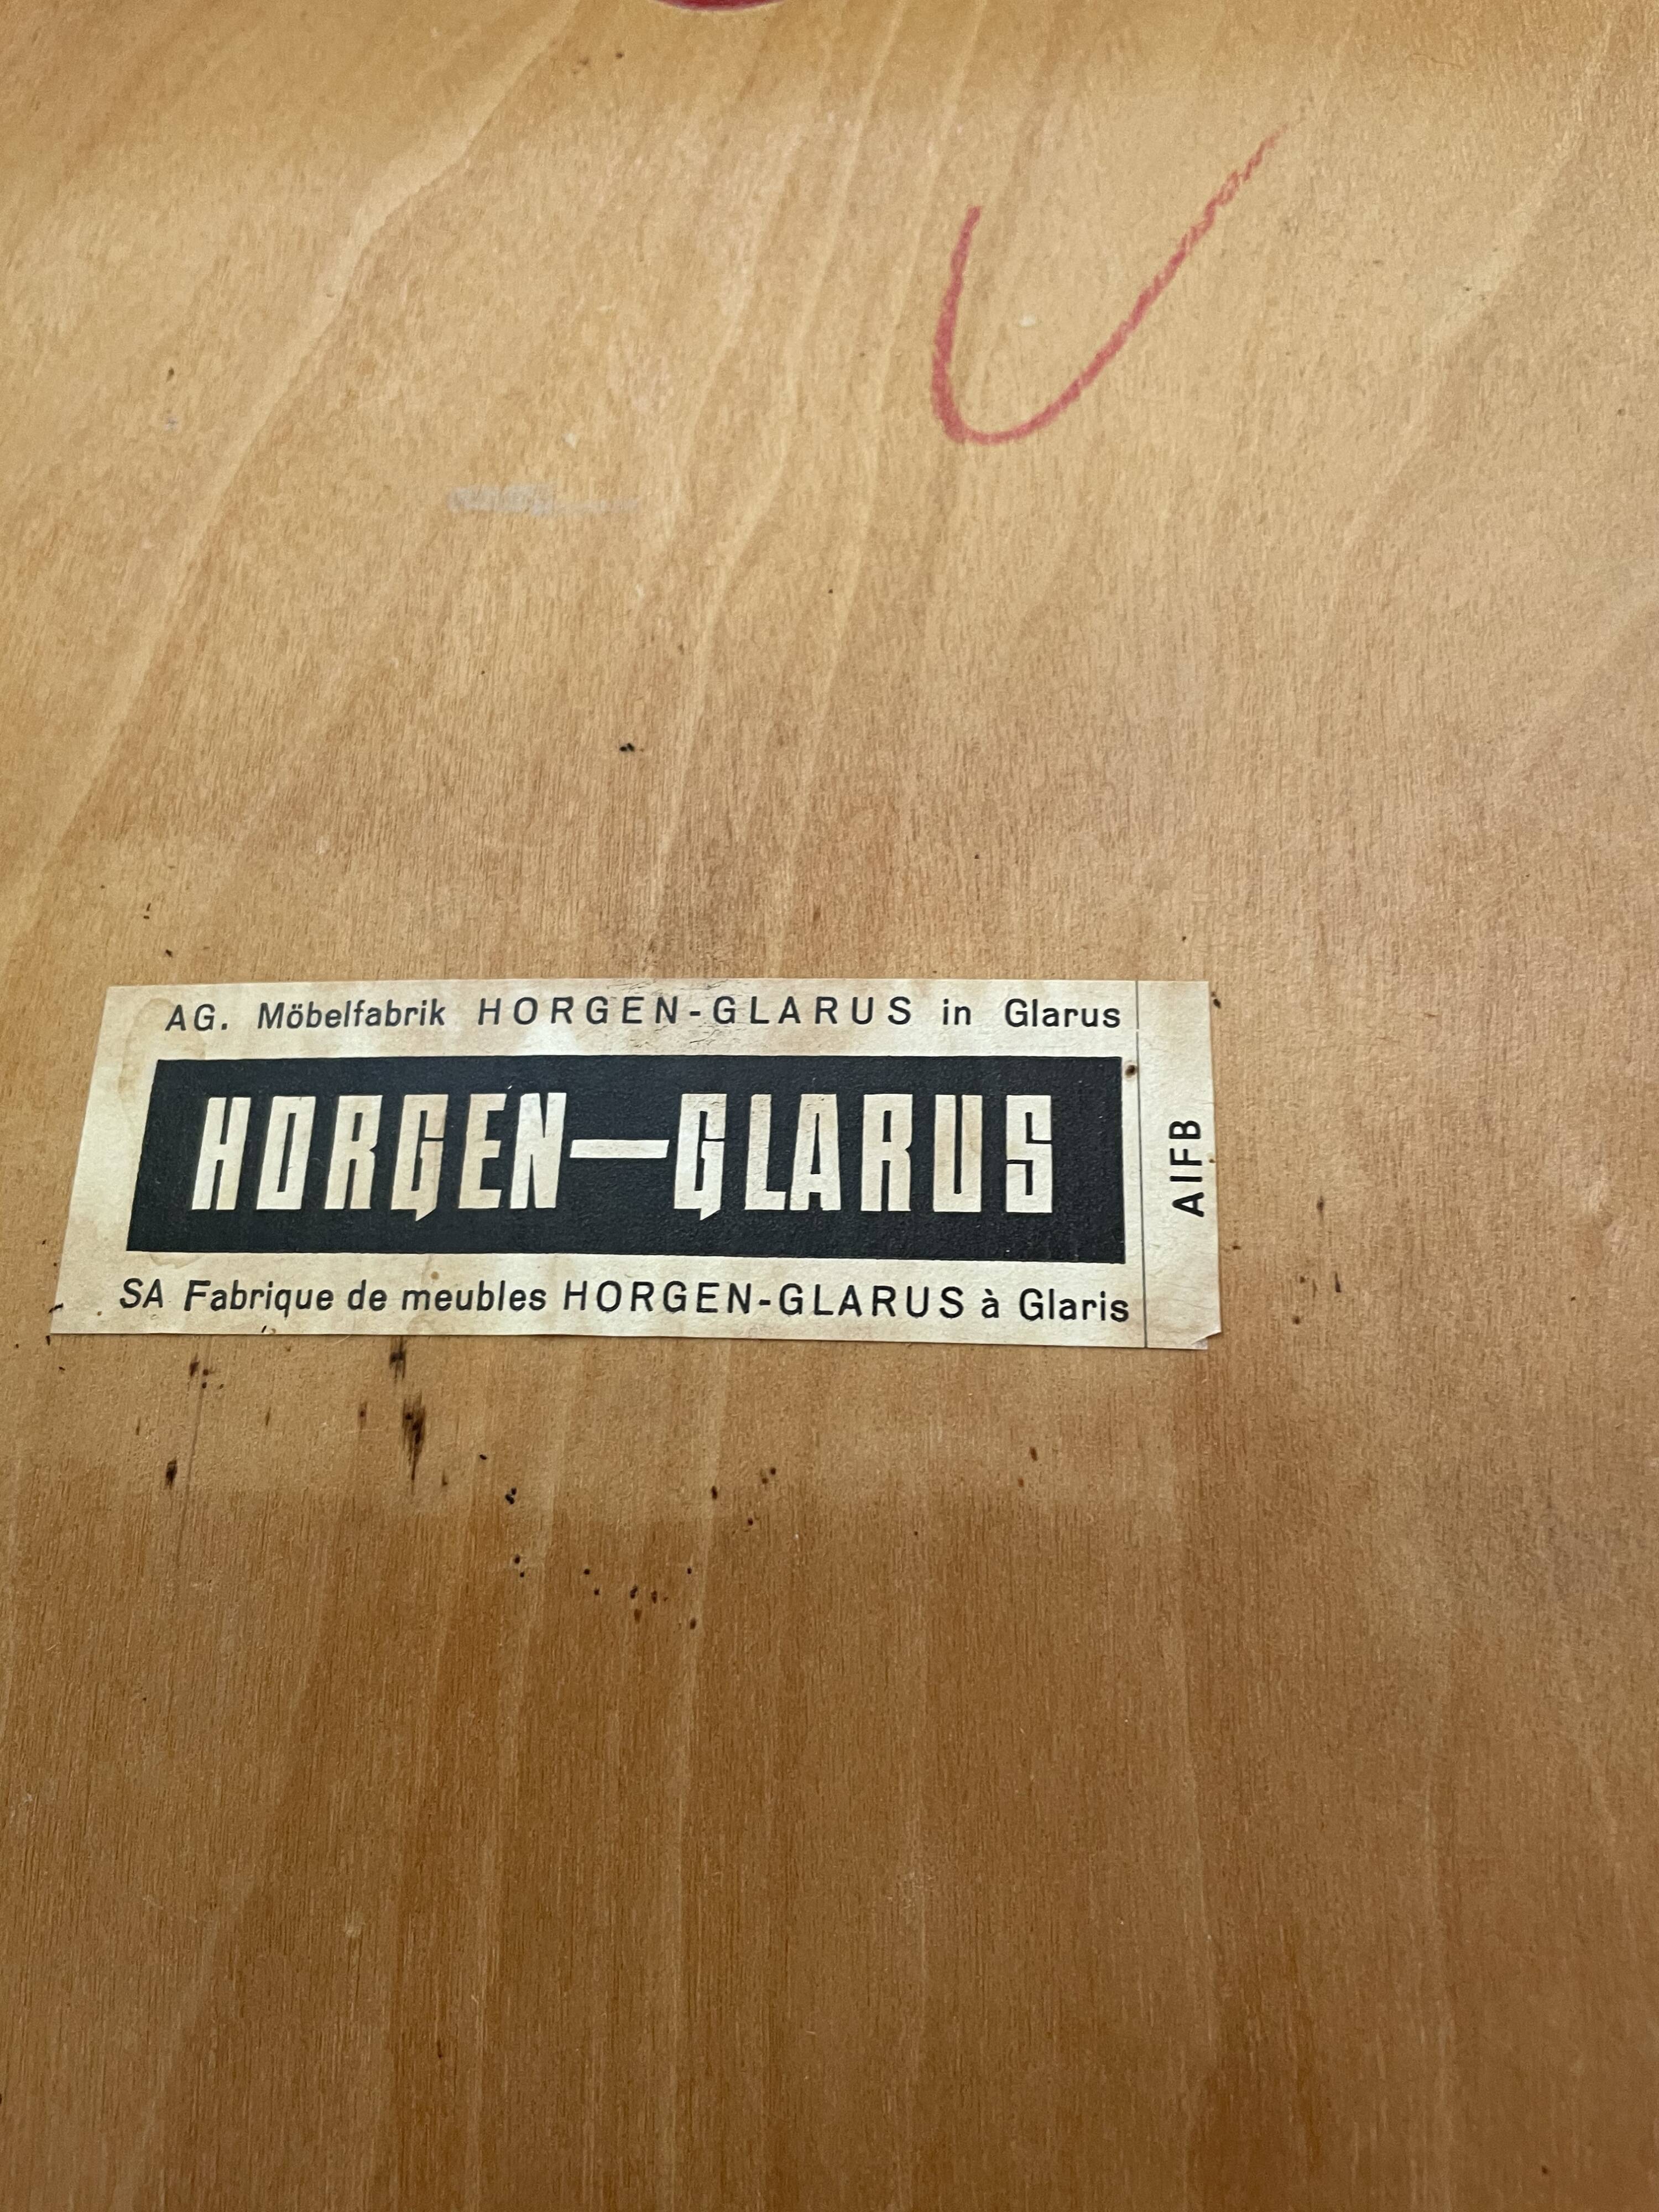 AG. Möbelfabrik HORGEN-GLARUS in Glarus
HORGEN—GLARUS
SA Fabrique de meubles HORGEN-GLARUS à Glaris
AIFB